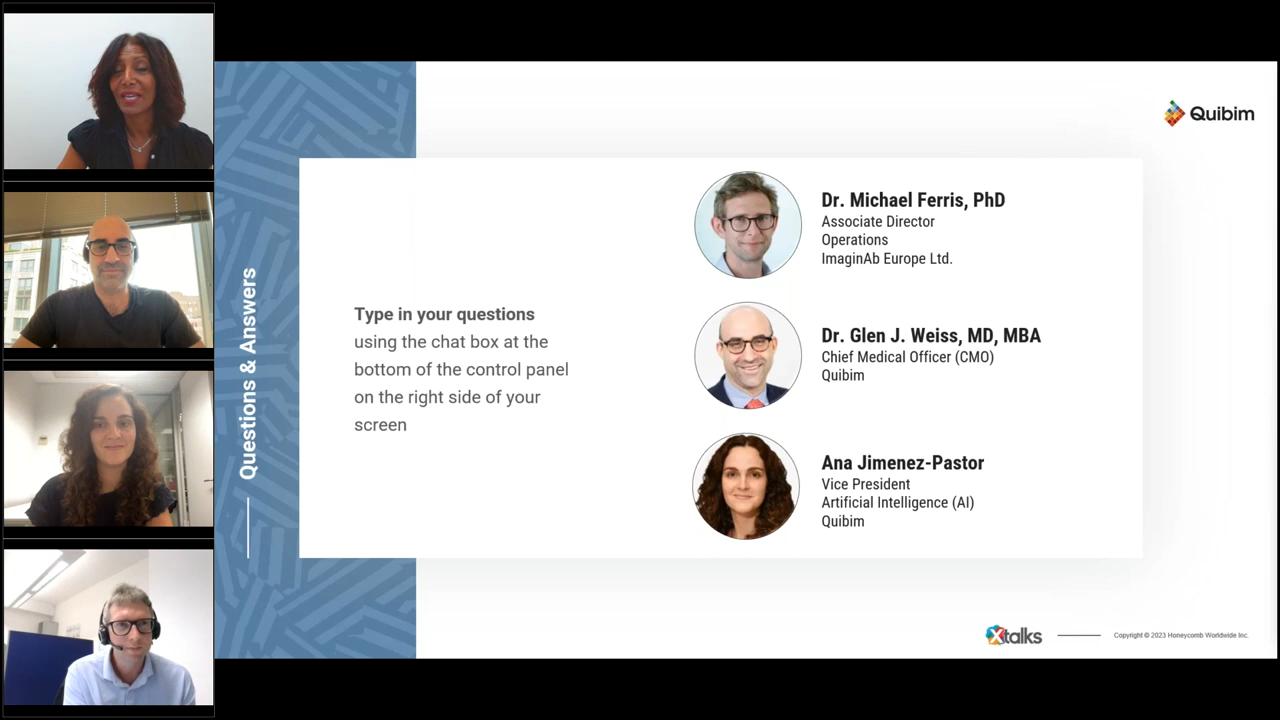 Quibim
Questions & Answers
Type in your questions
using the chat box at the
bottom of the control panel
on the right side of your
screen
Dr. Michael Ferris, PhD
Associate Director
Operations
ImaginAb Europe Ltd.
Dr. Glen J. Weiss, MD, MBA
Chief Medical Officer (CMO)
Quibim
Ana Jimenez-Pastor
Vice President
Artificial Intelligence (AI)
Quibim
Xtalks
Copyright © 2023 Honeycomb Worldwide Inc.